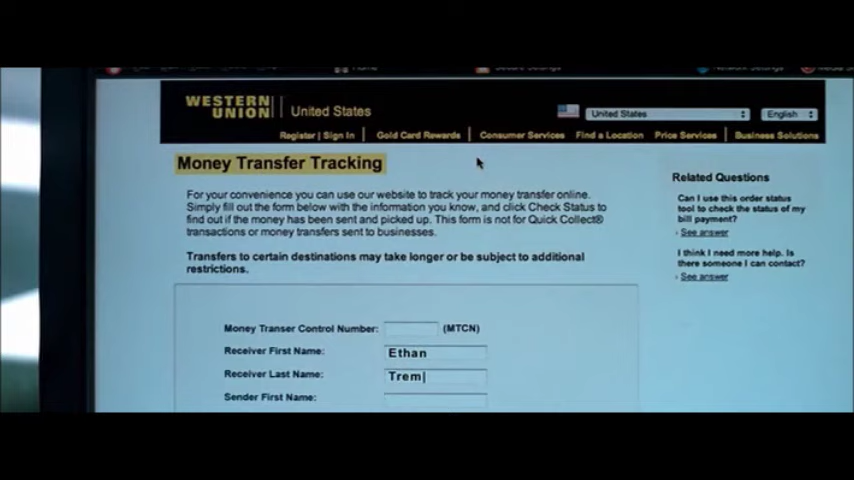 WESTERN
UNION
United States
United States
English
Register | Sign In
Gold Card Rewards
Consumer Services
Find a Location
Price Services
Business Solutions
Money Transfer Tracking
For your convenience you can use our website to track your money transfer online.
Simply fill out the form below with the information you know, and click Check Status to
find out if the money has been sent and picked up. This form is not for Quick Collect®
transactions or money transfers sent to businesses.
Transfers to certain destinations may take longer or be subject to additional
restrictions.
Money Transer Control Number:
(MTCN)
Receiver First Name:
Ethan
Receiver Last Name:
Trem
Sender First Name:
Related Questions
Can I use this order status
tool to check the status of my
bill payment?
› See answer
I think I need more help. Is
there someone I can contact?
› See answer